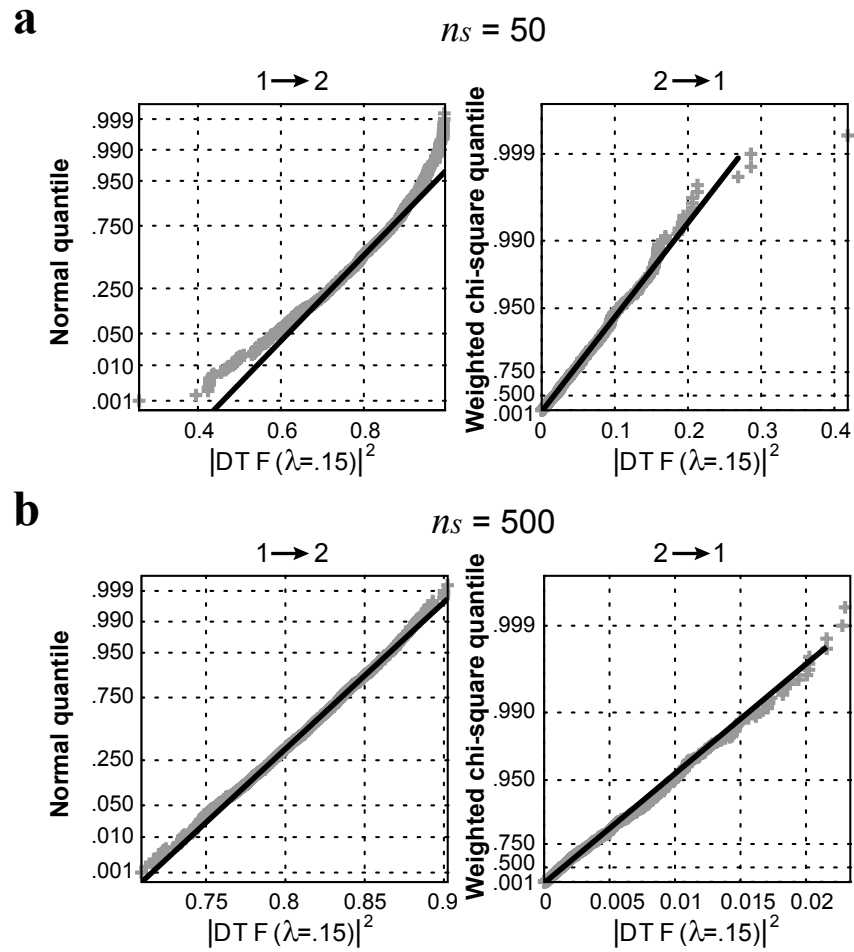 a
ns = 50
1 → 2
2 → 1
Normal quantile
.999
.990
.950
.750
.250
.050
.010
.001
0.4
0.6
0.8
|DT F (λ=.15)|²
Weighted chi-square quantile
.999
.990
.950
.750
.500
.001
0
0.1
0.2
0.3
0.4
|DT F (λ=.15)|²
b
ns = 500
1 → 2
2 → 1
Normal quantile
.999
.990
.950
.750
.250
.050
.010
.001
0.75
0.8
0.85
0.9
|DT F (λ=.15)|²
Weighted chi-square quantile
.999
.990
.950
.750
.500
.001
0
0.005
0.01
0.015
0.02
|DT F (λ=.15)|²